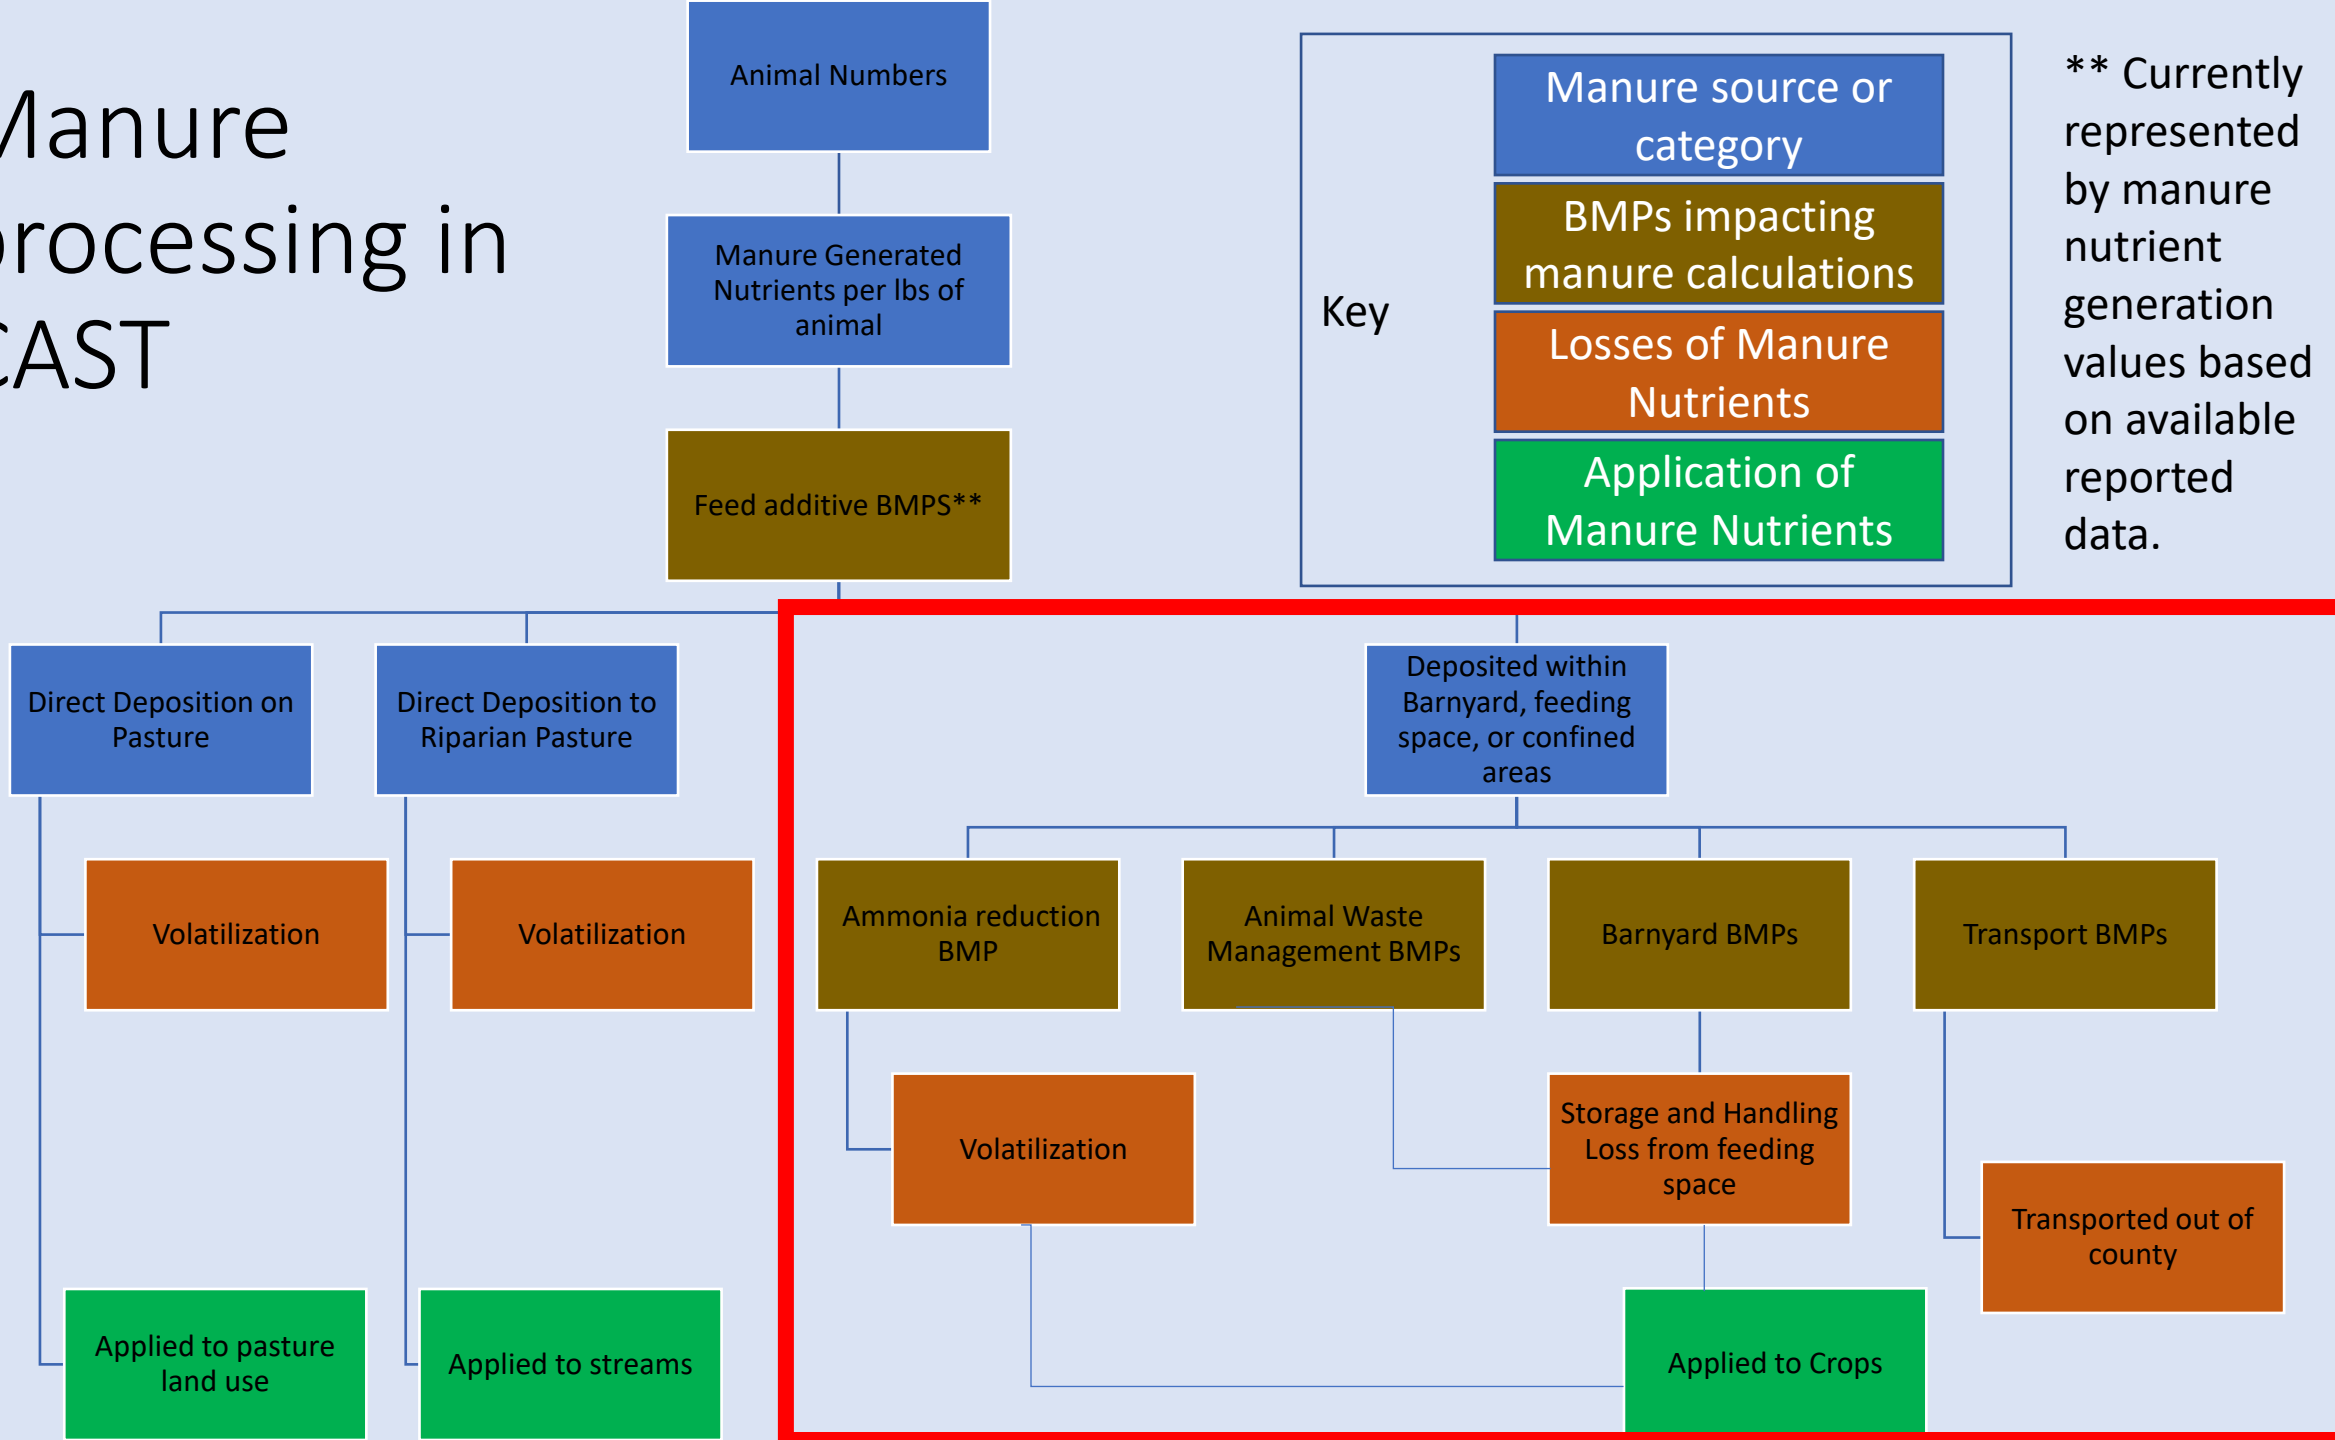 Manure
processing in
CAST
Animal Numbers
Manure Generated
Nutrients per lbs of
animal
Feed additive BMPS**
Key
Manure source or
category
BMPs impacting
manure calculations
Losses of Manure
Nutrients
Application of
Manure Nutrients
** Currently
represented
by manure
nutrient
generation
values based
on available
reported
data.
Direct Deposition on
Pasture
Direct Deposition to
Riparian Pasture
Deposited within
Barnyard, feeding
space, or confined
areas
Volatilization
Volatilization
Ammonia reduction
BMP
Animal Waste
Management BMPs
Barnyard BMPs
Transport BMPs
Volatilization
Storage and Handling
Loss from feeding
space
Transported out of
county
Applied to pasture
land use
Applied to streams
Applied to Crops